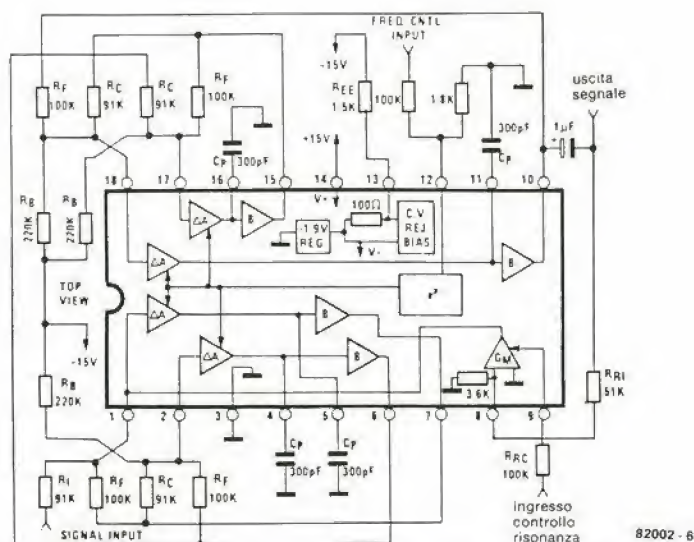 FREQ CNTL
INPUT
-15V
uscita
segnale
RF
100K
RC
91K
RC
91K
RF
100K
CP
300pF
+15V
REE
1.5K
100K
1.8K
300pF
CP
1µF
+
18
17
16
15
14
13
12
11
10
RB
220K
RB
220K
TOP
VIEW
-15V
RB
220K
ΔA
B
V+
100Ω
-1.9V
REG
V-
C.V
REJ
BIAS
ΔA
B
ΔA
B
ΔA
B
GM
3.6K
RRI
51K
1
2
3
4
5
6
7
8
9
RI
91K
RF
100K
RC
91K
RF
100K
CP
300pF
CP
300pF
RRC
100K
SIGNAL INPUT
ingresso
controllo
risonanza
82002 - 6